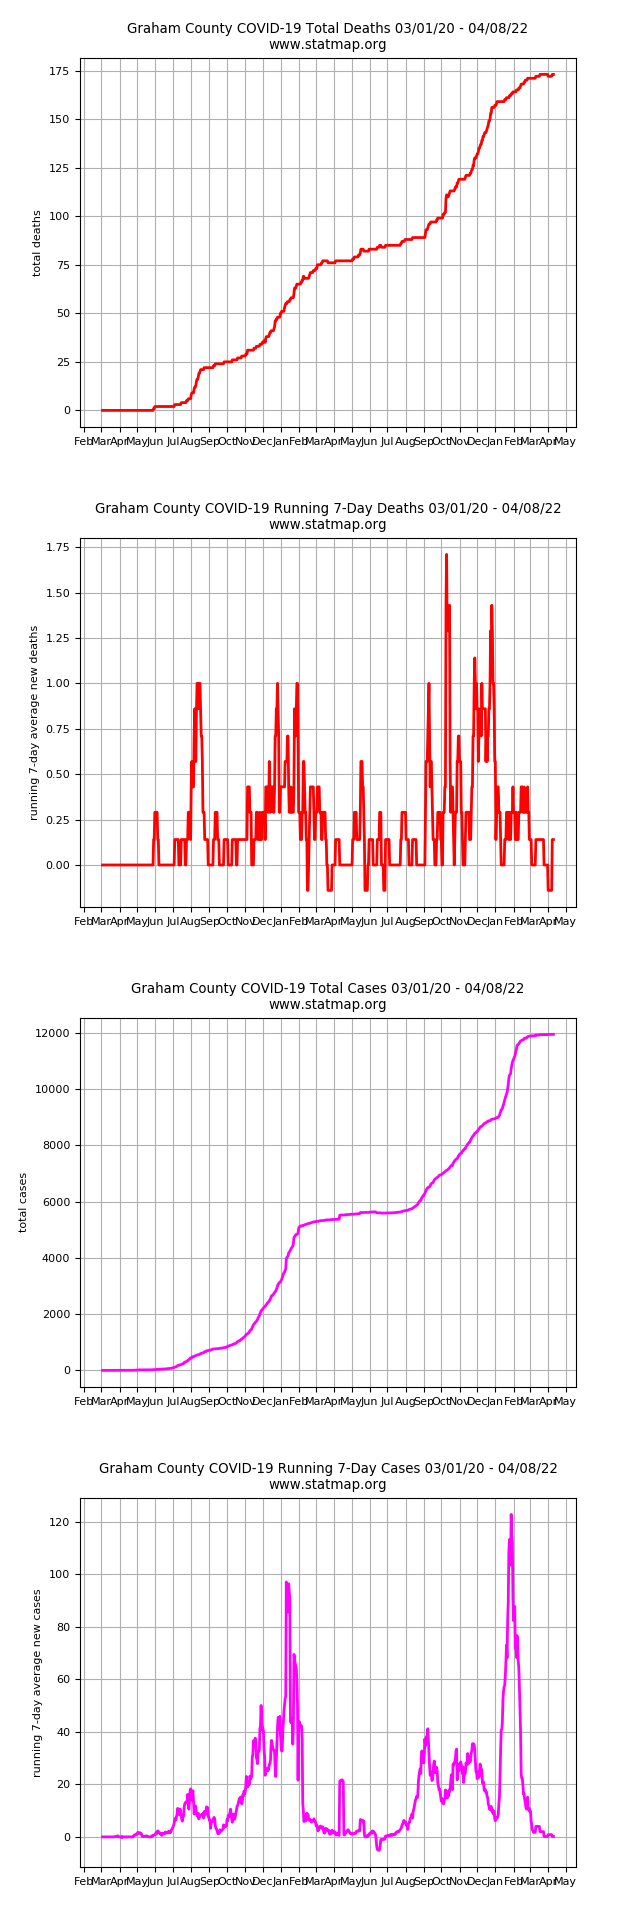 Graham County COVID-19 Total Deaths 03/01/20 - 04/08/22
www.statmap.org
total deaths
175
150
125
100
75
50
25
0
Feb Mar Apr May Jun Jul Aug Sep Oct Nov Dec Jan Feb Mar Apr May Jun Jul Aug Sep Oct Nov Dec Jan Feb Mar Apr May
Graham County COVID-19 Running 7-Day Deaths 03/01/20 - 04/08/22
www.statmap.org
running 7-day average new deaths
1.75
1.50
1.25
1.00
0.75
0.50
0.25
0.00
Feb Mar Apr May Jun Jul Aug Sep Oct Nov Dec Jan Feb Mar Apr May Jun Jul Aug Sep Oct Nov Dec Jan Feb Mar Apr May
Graham County COVID-19 Total Cases 03/01/20 - 04/08/22
www.statmap.org
total cases
12000
10000
8000
6000
4000
2000
0
Feb Mar Apr May Jun Jul Aug Sep Oct Nov Dec Jan Feb Mar Apr May Jun Jul Aug Sep Oct Nov Dec Jan Feb Mar Apr May
Graham County COVID-19 Running 7-Day Cases 03/01/20 - 04/08/22
www.statmap.org
running 7-day average new cases
120
100
80
60
40
20
0
Feb Mar Apr May Jun Jul Aug Sep Oct Nov Dec Jan Feb Mar Apr May Jun Jul Aug Sep Oct Nov Dec Jan Feb Mar Apr May